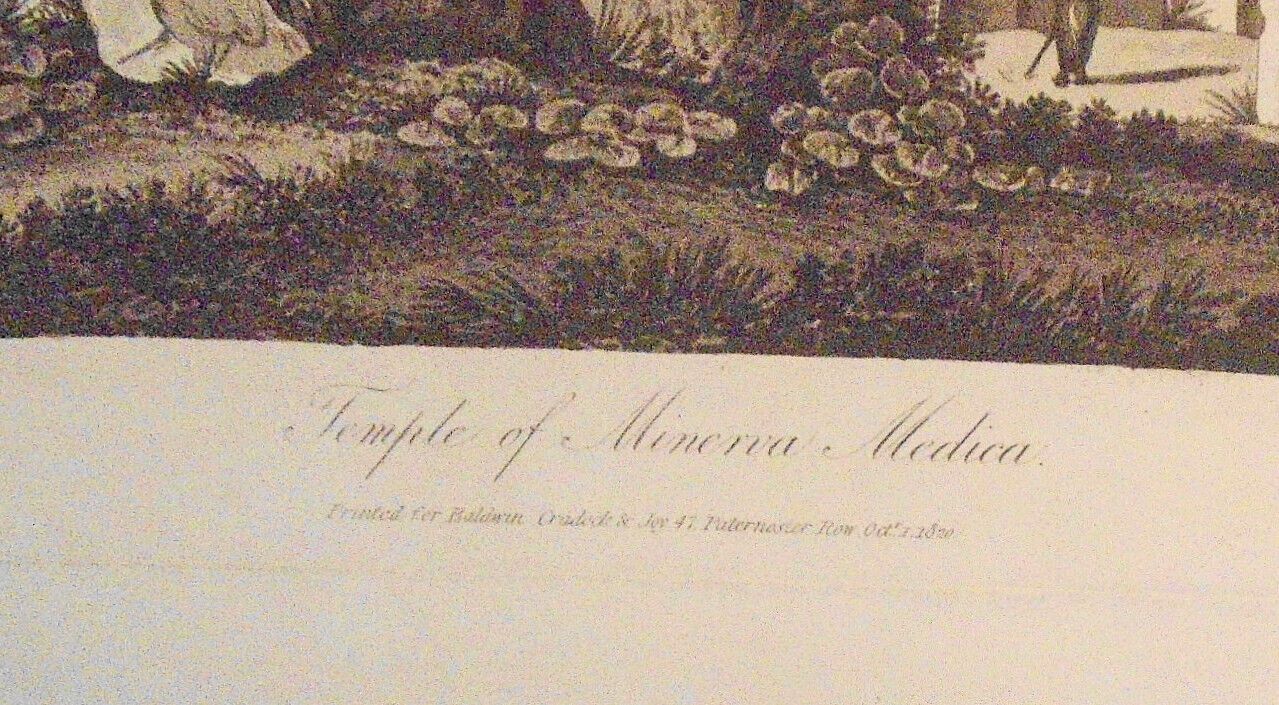 Temple of Minerva Medica.
Printed for Baldwin Cradock & Joy 47, Paternoster Row, Octr. 1, 1820